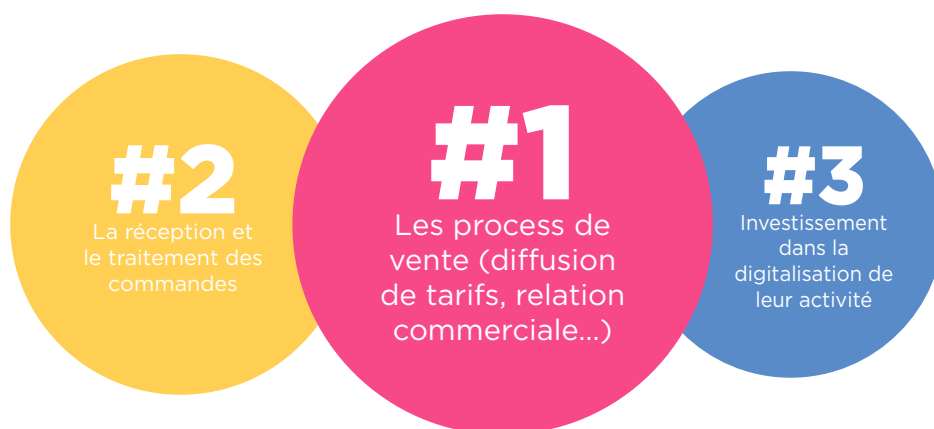 #2
La réception et
le traitement des
commandes
#1
Les process de
vente (diffusion
de tarifs, relation
commerciale...)
#3
Investissement
dans la
digitalisation de
leur activité